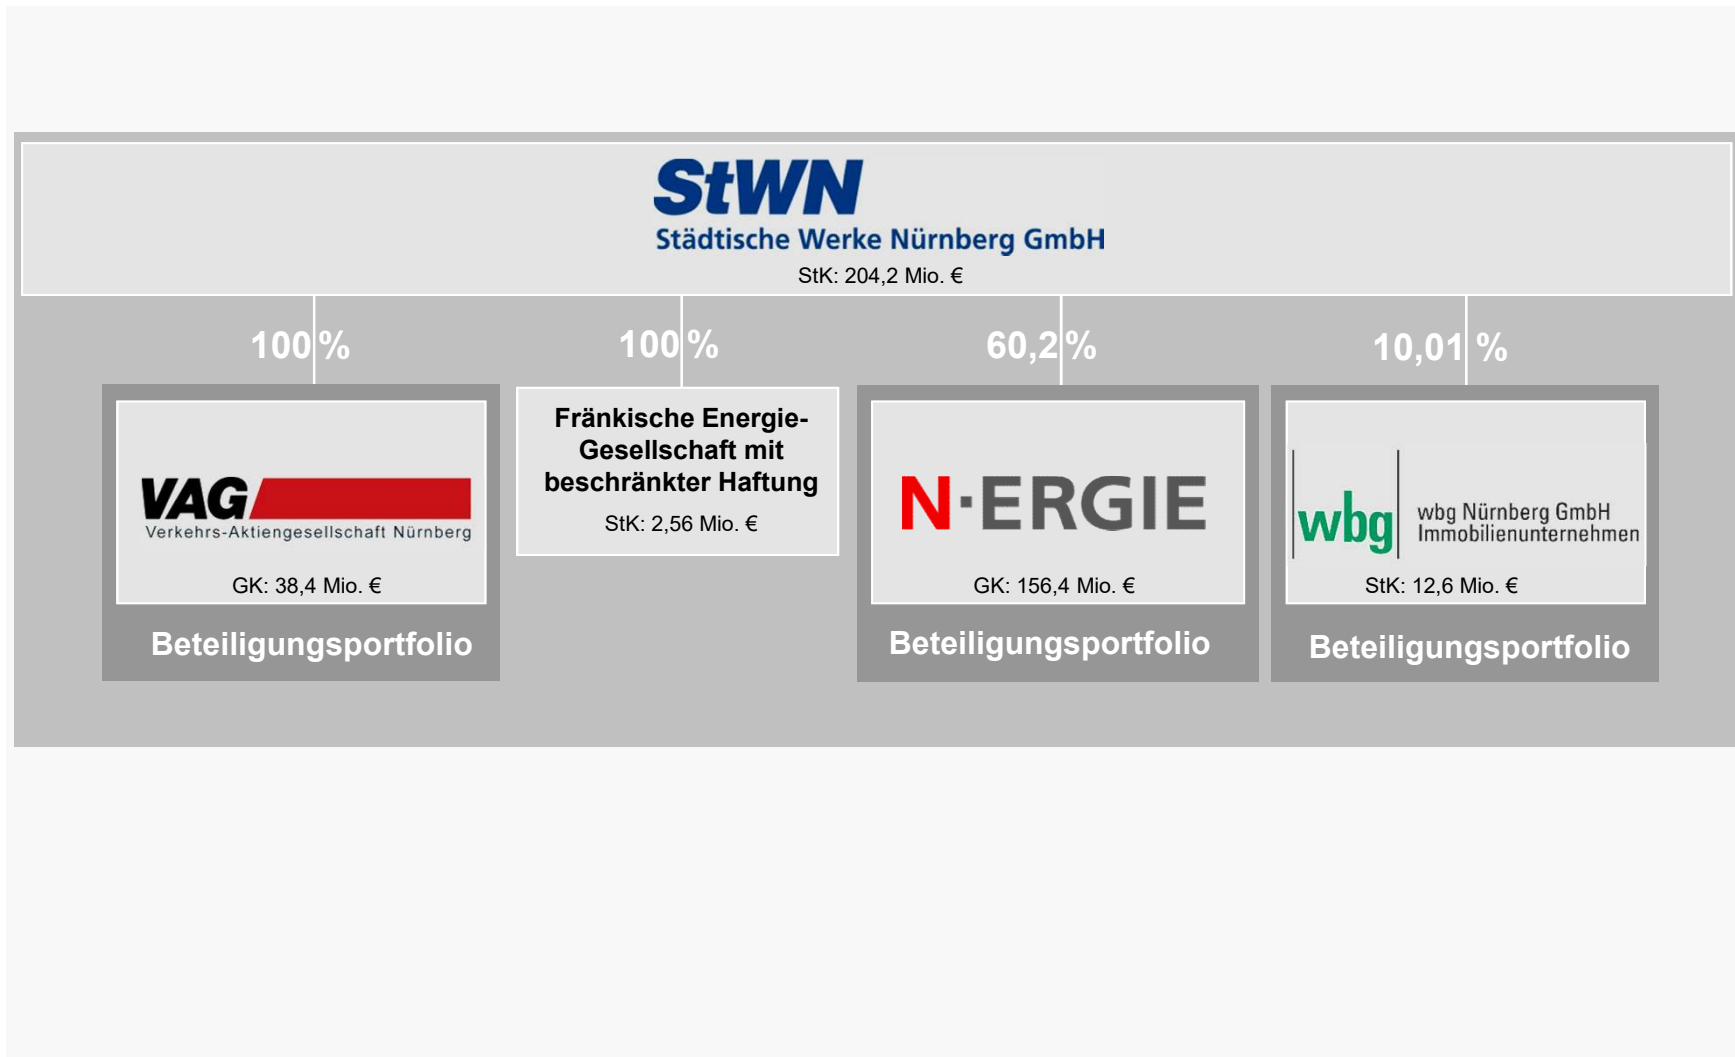 StWN
Städtische Werke Nürnberg GmbH
StK: 204,2 Mio. €
100 %
100 %
60,2 %
10,01 %
VAG
Verkehrs-Aktiengesellschaft Nürnberg
GK: 38,4 Mio. €
Beteiligungsportfolio
Fränkische Energie-
Gesellschaft mit
beschränkter Haftung
StK: 2,56 Mio. €
N·ERGIE
GK: 156,4 Mio. €
Beteiligungsportfolio
wbg
wbg Nürnberg GmbH
Immobilienunternehmen
StK: 12,6 Mio. €
Beteiligungsportfolio